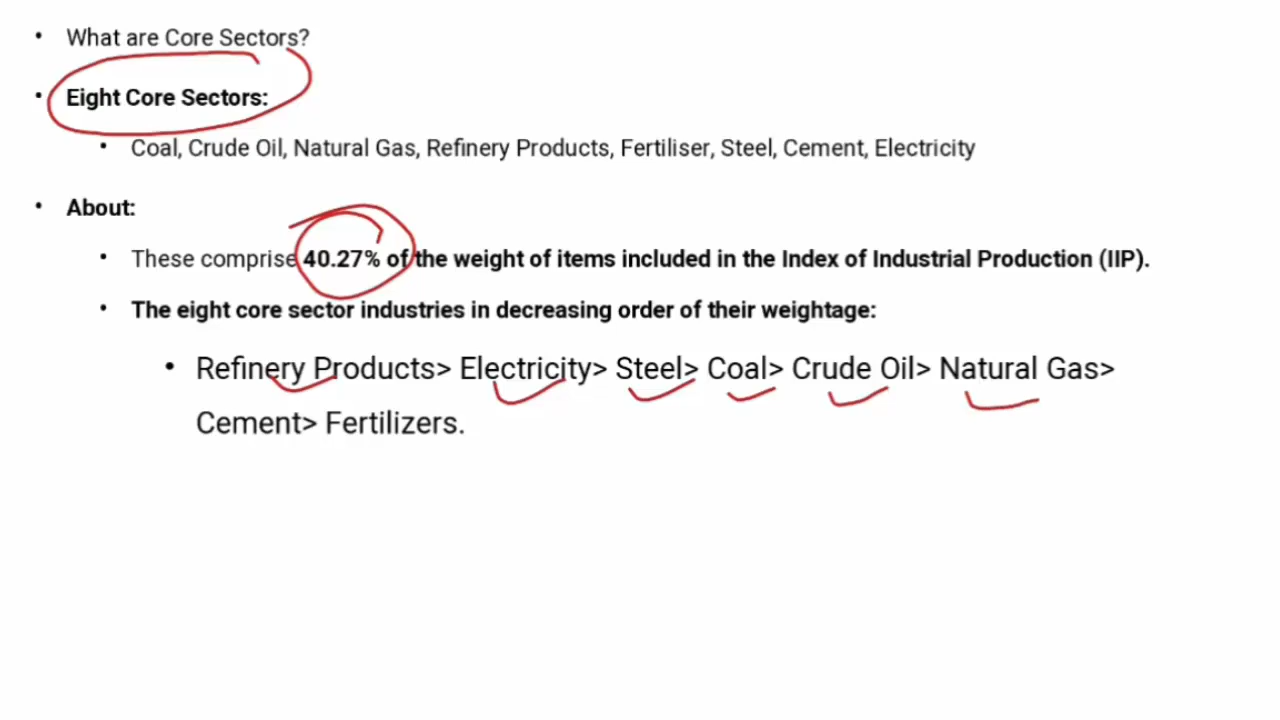 • What are Core Sectors?
• Eight Core Sectors:
• Coal, Crude Oil, Natural Gas, Refinery Products, Fertiliser, Steel, Cement, Electricity
• About:
• These comprise 40.27% of the weight of items included in the Index of Industrial Production (IIP).
• The eight core sector industries in decreasing order of their weightage:
• Refinery Products> Electricity> Steel> Coal> Crude Oil> Natural Gas>
Cement> Fertilizers.